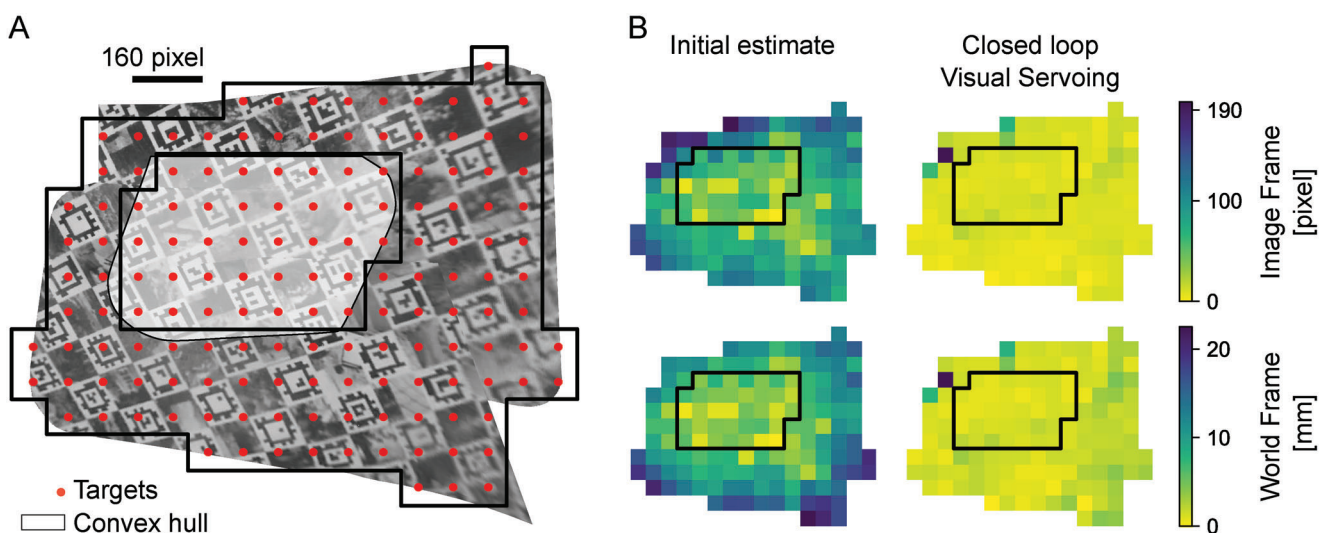 A
160 pixel
Targets
Convex hull
B
Initial estimate
Closed loop
Visual Servoing
190
100
0
Image Frame
[pixel]
20
10
0
World Frame
[mm]